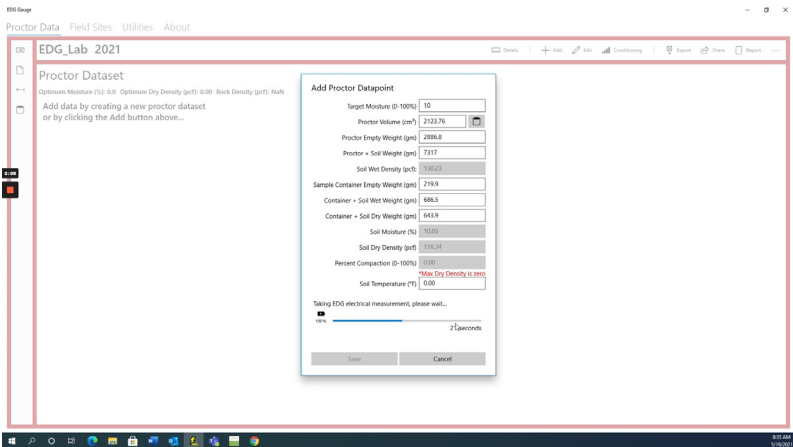 EDG Gauge
Proctor Data Field Sites Utilities About
EDG_Lab 2021
Details Add Edit Conditioning Export Share Report ...
Proctor Dataset
Optimum Moisture (%): 0.0 Optimum Dry Density (pcf): 0.00 Rock Density (pcf): NaN
Add data by creating a new proctor dataset
or by clicking the Add button above...
Add Proctor Datapoint
Target Moisture (0-100%) 10
Proctor Volume (cm³) 2123.76
Proctor Empty Weight (gm) 2886.8
Proctor + Soil Weight (gm) 7317
Soil Wet Density (pcf): 130.23
Sample Container Empty Weight (gm) 219.9
Container + Soil Wet Weight (gm) 686.5
Container + Soil Dry Weight (gm) 643.9
Soil Moisture (%) 10.05
Soil Dry Density (pcf) 118.34
Percent Compaction (0-100%) 0.00
*Max Dry Density is zero
Soil Temperature (°F) 0.00
Taking EDG electrical measurement, please wait...
100%
seconds
Save Cancel
8:33 AM
5/19/2021